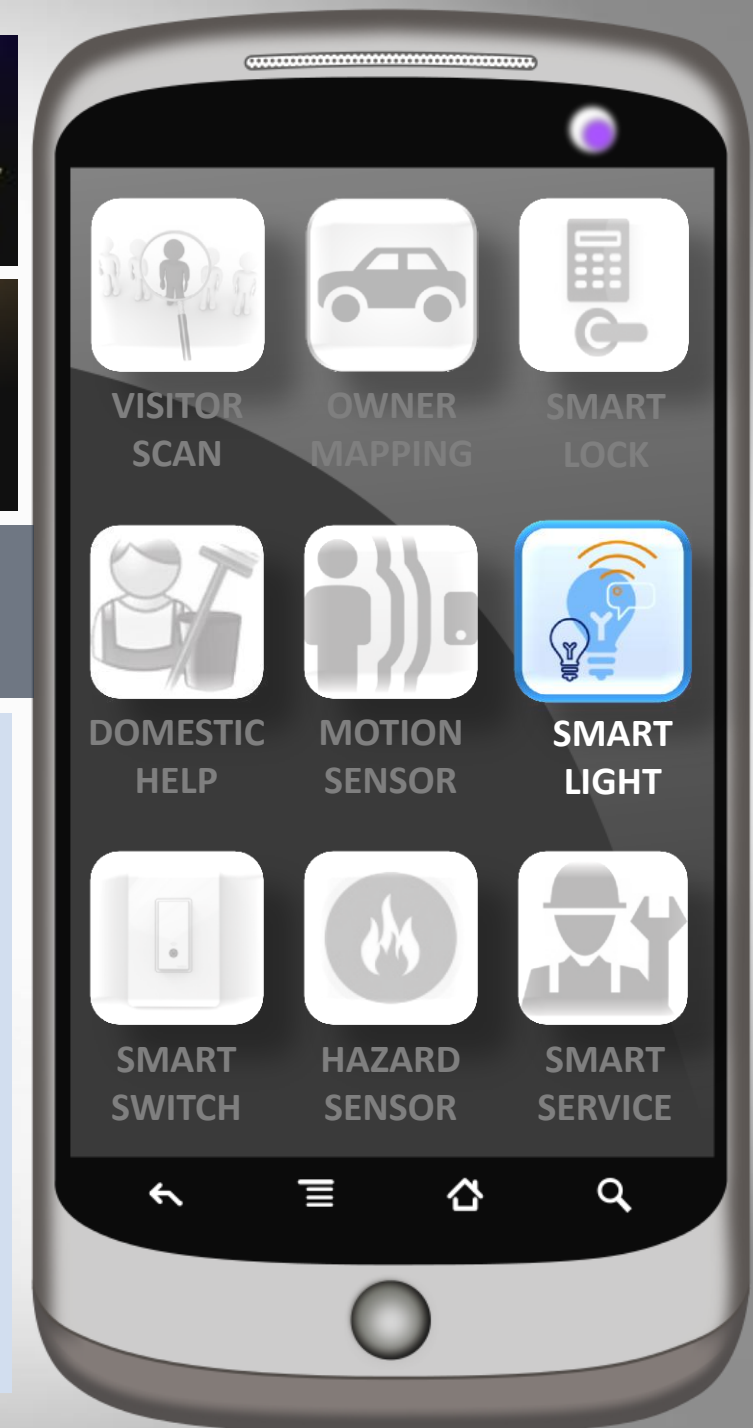 VISITOR
SCAN
OWNER
MAPPING
SMART
LOCK
DOMESTIC
HELP
MOTION
SENSOR
SMART
LIGHT
SMART
SWITCH
HAZARD
SENSOR
SMART
SERVICE